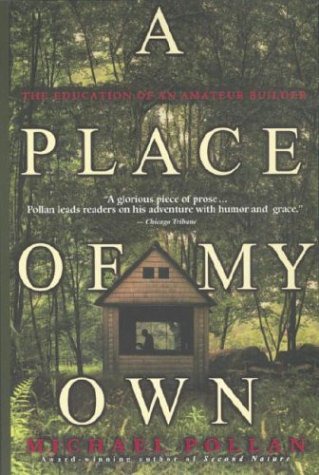 A
THE EDUCATION OF AN AMATEUR BUILDER
PLACE
"A glorious piece of prose ...
Pollan leads readers on his adventure with humor and grace."
— Chicago Tribune
OF MY
OWN
MICHAEL POLLAN
Award-winning author of Second Nature